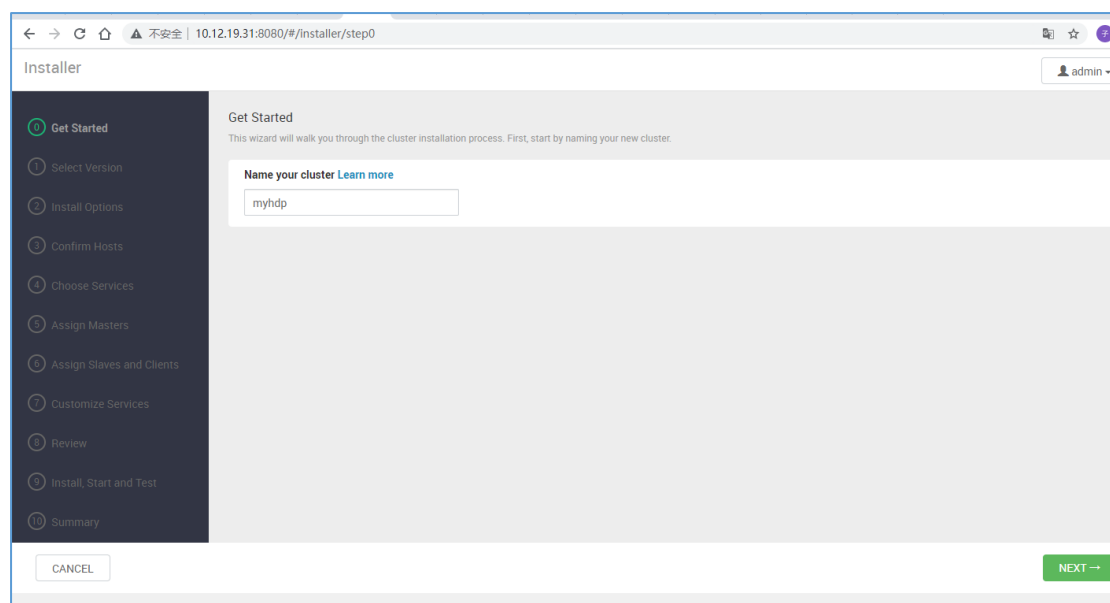 不安全 | 10.12.19.31:8080/#/installer/step0
子
Installer
admin
0 Get Started
1 Select Version
2 Install Options
3 Confirm Hosts
4 Choose Services
5 Assign Masters
6 Assign Slaves and Clients
7 Customize Services
8 Review
9 Install, Start and Test
10 Summary
Get Started
This wizard will walk you through the cluster installation process. First, start by naming your new cluster.
Name your cluster Learn more
myhdp
CANCEL
NEXT→